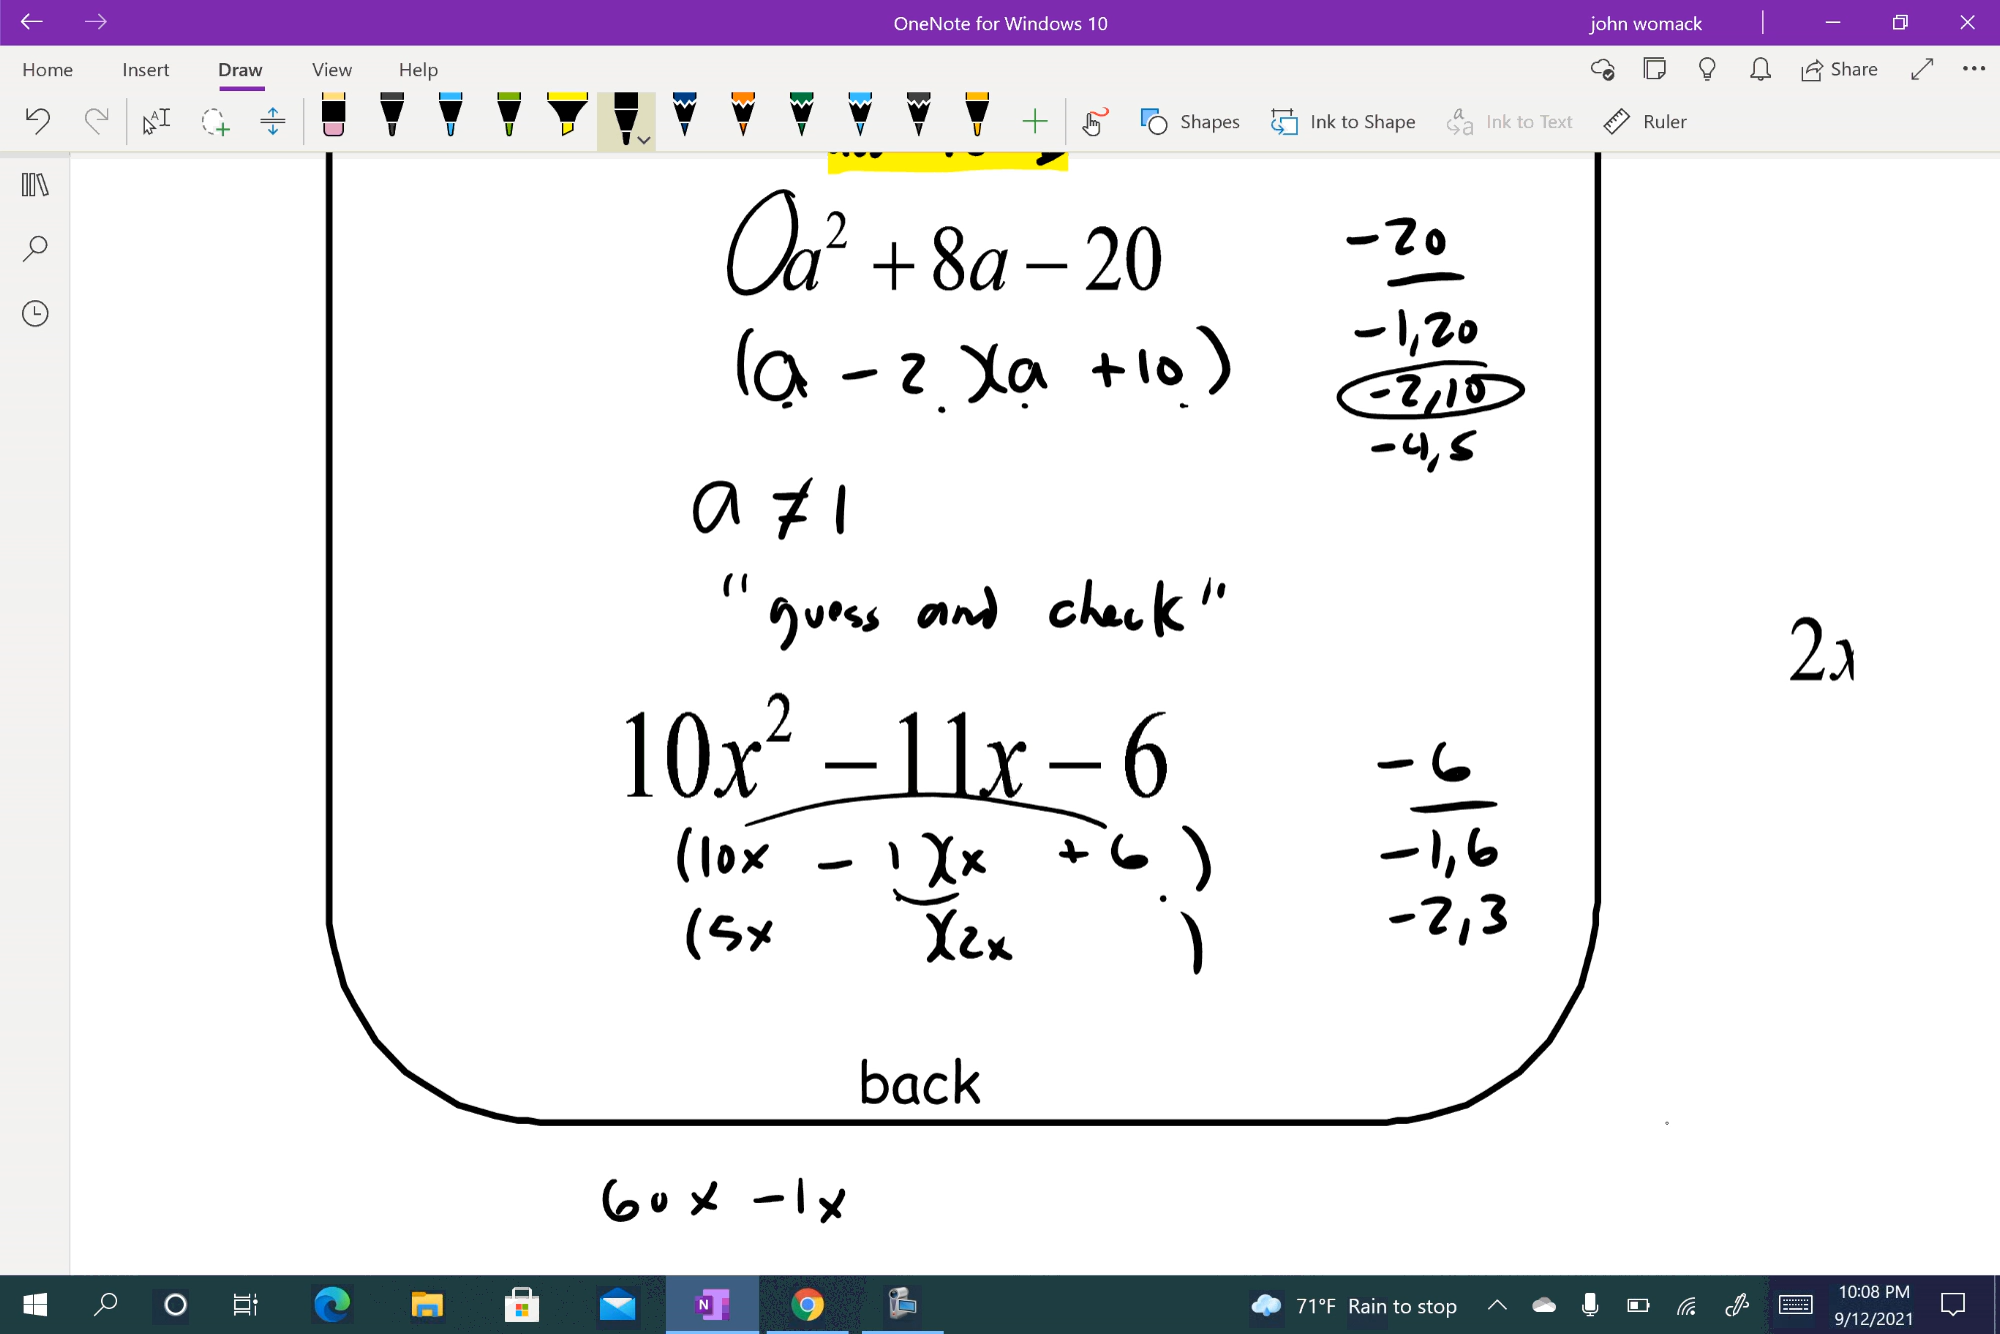 OneNote for Windows 10
john womack
Home Insert Draw View Help
Share
Shapes Ink to Shape Ink to Text Ruler
a² + 8a − 20
(a − 2)(a + 10)
-20
-1,20
-2,10
-4,5
a ≠ 1
"guess and check"
2x
10x² − 11x − 6
(10x − 1)(x + 6)
(5x )(2x )
-6
-1,6
-2,3
back
60x -1x
71°F Rain to stop
10:08 PM
9/12/2021